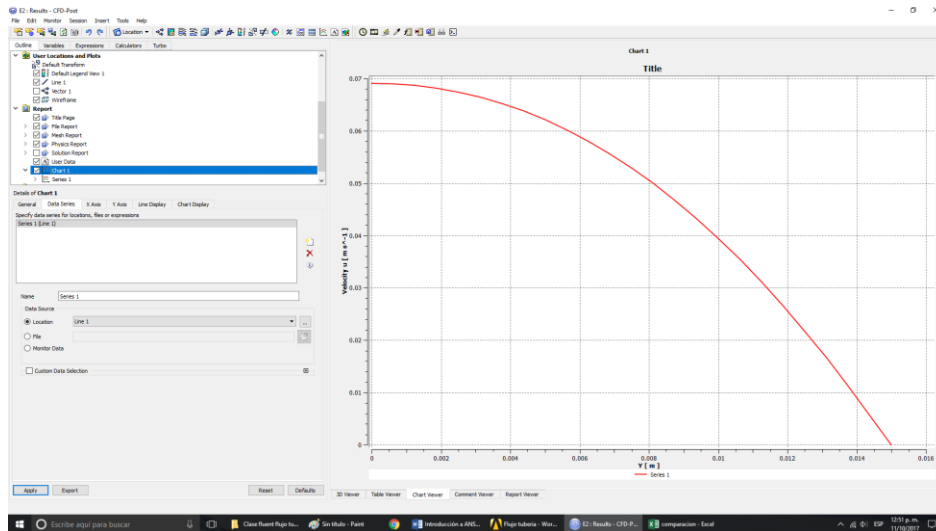 E2: Results - CFD-Post
File Edit Monitor Session Insert Tools Help
Location
Outline Variables Expressions Calculators Turbo
User Locations and Plots
Default Transform
Default Legend View 1
Line 1
Vector 1
Wireframe
Report
Title Page
File Report
Mesh Report
Physics Report
Solution Report
User Data
Chart 1
Series 1
Details of Chart 1
General Data Series X Axis Y Axis Line Display Chart Display
Specify data series for locations, files or expressions
Series 1 (Line 1)
Name Series 1
Data Source
Location Line 1
File
Monitor Data
Custom Data Selection
Apply Export Reset Defaults
Chart 1
Title
0.07
0.06
0.05
0.04
0.03
0.02
0.01
0
Velocity u [ m s^-1 ]
0 0.002 0.004 0.006 0.008 0.01 0.012 0.014 0.016
Y [ m ]
Series 1
3D Viewer Table Viewer Chart Viewer Comment Viewer Report Viewer
Escribe aquí para buscar
Clase fluent flujo tu...
Sin título - Paint
Introducción a ANS...
Flujo tuberia - Wor...
E2: Results - CFD-P...
comparacion - Excel
ESP
12:51 p. m.
11/10/2017